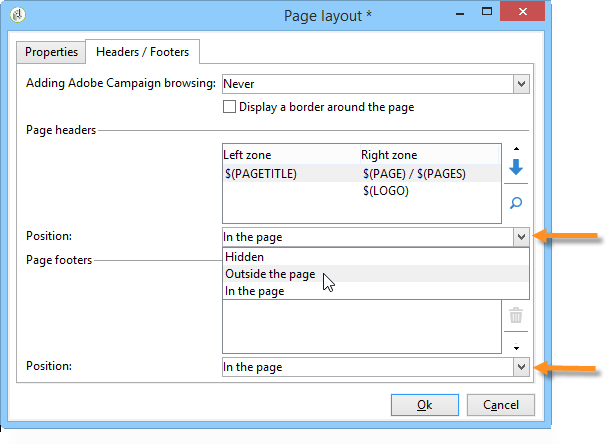 Page layout *
Properties
Headers / Footers
Adding Adobe Campaign browsing: Never
Display a border around the page
Page headers
Left zone Right zone
$(PAGETITLE) $(PAGE) / $(PAGES)
$(LOGO)
Position: In the page
Hidden
Page footers
Outside the page
In the page
Position: In the page
Ok Cancel